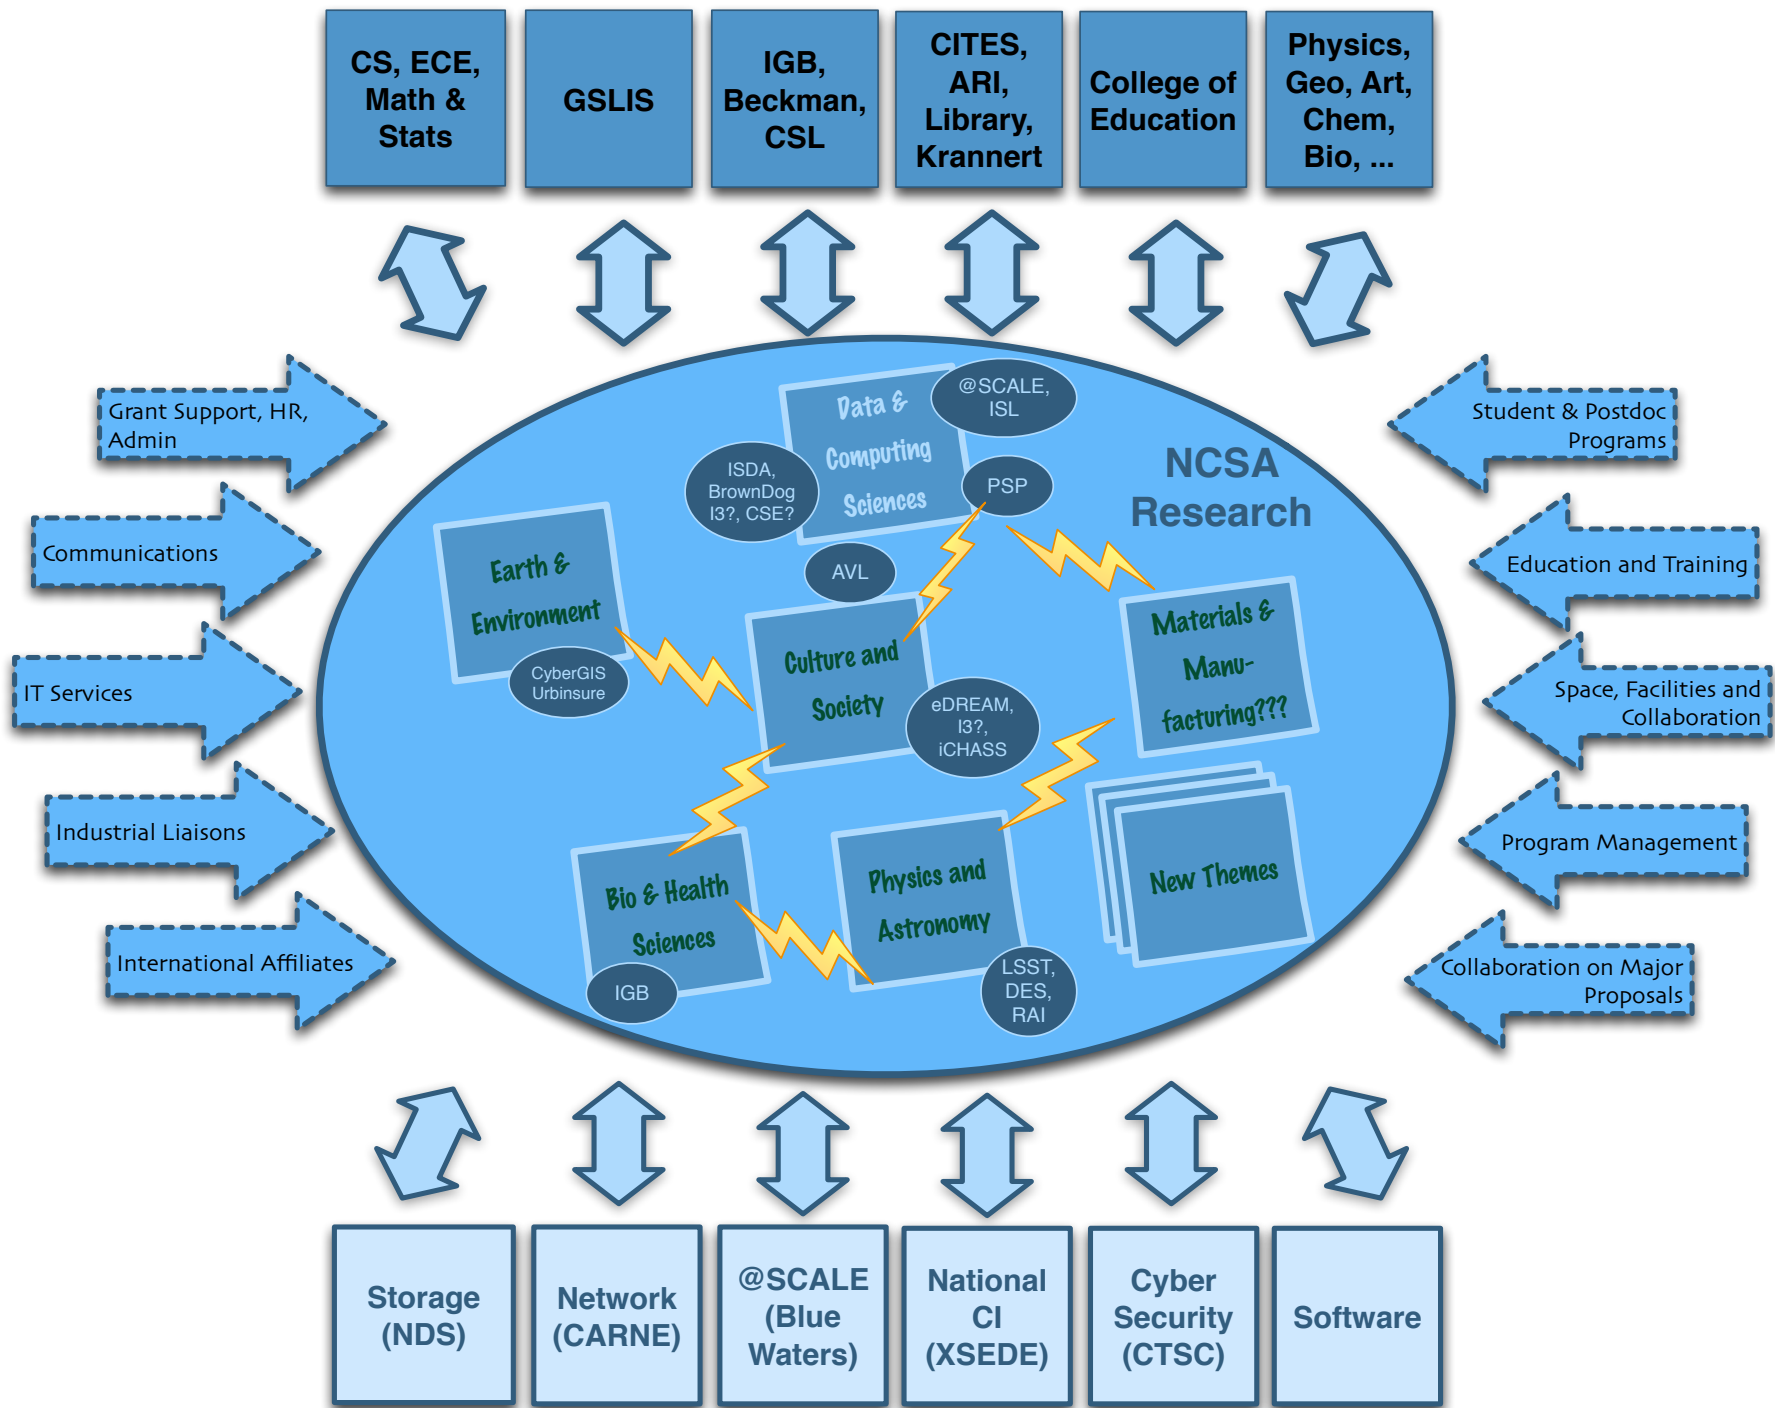 CS, ECE,
Math &
Stats
GSLIS
IGB,
Beckman,
CSL
CITES,
ARI,
Library,
Krannert
College of
Education
Physics,
Geo, Art,
Chem,
Bio, ...
Grant Support, HR,
Admin
Communications
IT Services
Industrial Liaisons
International Affiliates
NCSA
Research
Data &
Computing
Sciences
@SCALE,
ISL
ISDA,
BrownDog
I3?, CSE?
PSP
AVL
Earth &
Environment
CyberGIS
Urbinsure
Culture and
Society
eDREAM,
I3?,
iCHASS
Materials &
Manu-
facturing???
Bio & Health
Sciences
IGB
Physics and
Astronomy
LSST,
DES,
RAI
New Themes
Student & Postdoc
Programs
Education and Training
Space, Facilities and
Collaboration
Program Management
Collaboration on Major
Proposals
Storage
(NDS)
Network
(CARNE)
@SCALE
(Blue
Waters)
National
CI
(XSEDE)
Cyber
Security
(CTSC)
Software